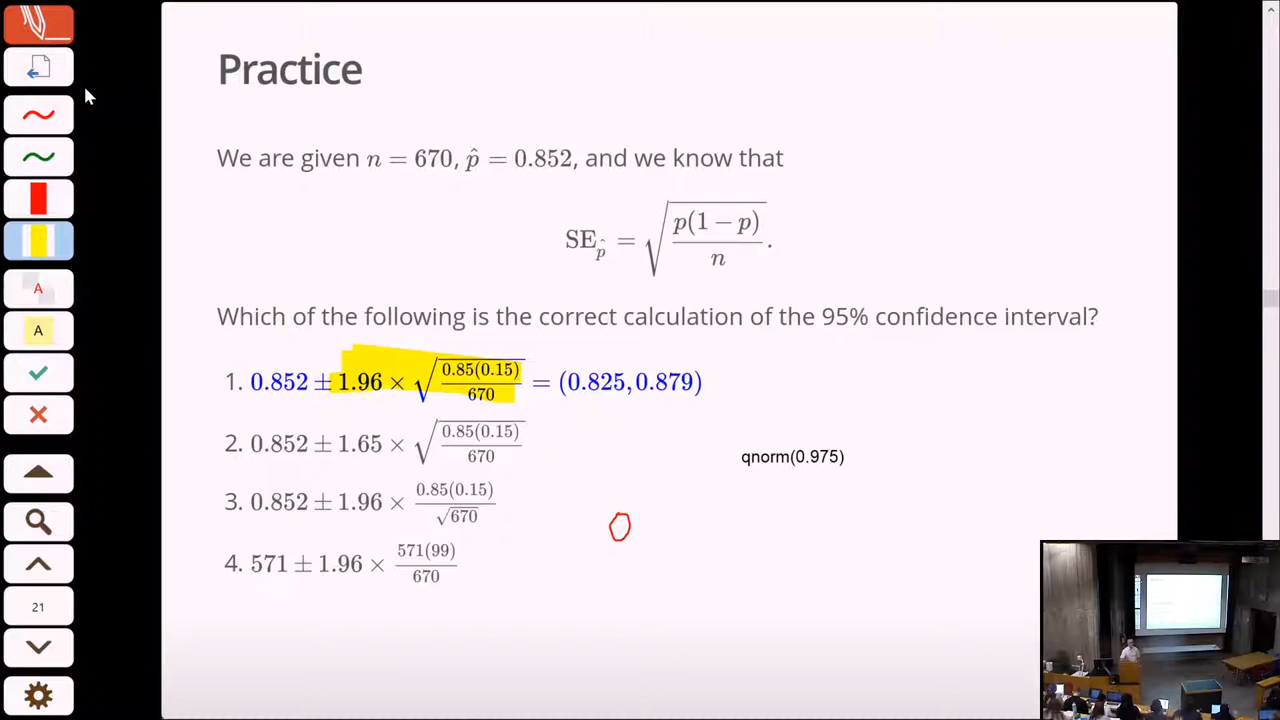 Practice
We are given n = 670, p̂ = 0.852, and we know that
SE_p̂ = √(p(1 − p)/n).
Which of the following is the correct calculation of the 95% confidence interval?
1. 0.852 ± 1.96 × √(0.85(0.15)/670) = (0.825, 0.879)
2. 0.852 ± 1.65 × √(0.85(0.15)/670)
qnorm(0.975)
3. 0.852 ± 1.96 × 0.85(0.15)/√670
4. 571 ± 1.96 × 571(99)/670
A
A
21